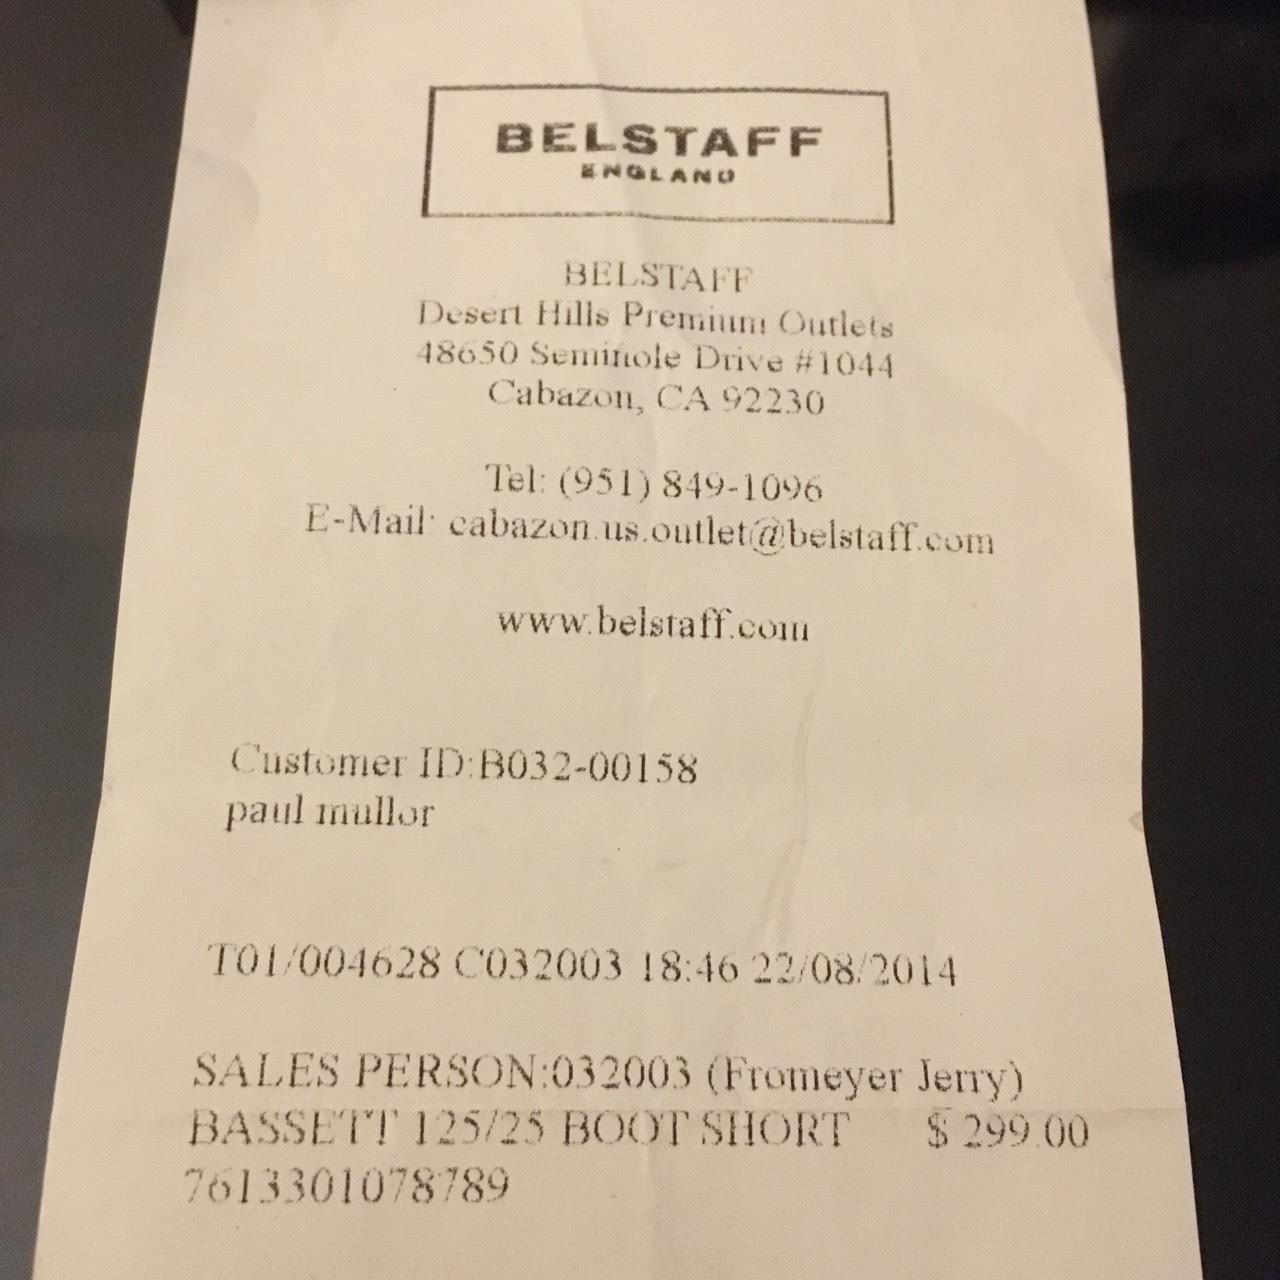 BELSTAFF
ENGLAND
BELSTAFF
Desert Hills Premium Outlets
48650 Seminole Drive #1044
Cabazon, CA 92230
Tel: (951) 849-1096
E-Mail: cabazon.us.outlet@belstaff.com
www.belstaff.com
Customer ID:B032-00158
paul mullor
T01/004628 C032003 18:46 22/08/2014
SALES PERSON:032003 (Fromeyer Jerry)
BASSETT 125/25 BOOT SHORT $ 299.00
7613301078789